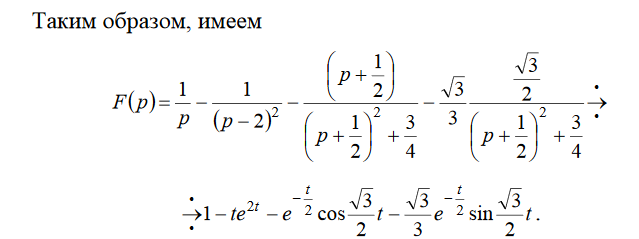 Таким образом, имеем
F(p) = 1/p − 1/(p−2)² − (p + 1/2)/((p + 1/2)² + 3/4) − √3/3 · (√3/2)/((p + 1/2)² + 3/4) →
→ 1 − te^{2t} − e^{−t/2} cos √3/2 t − √3/3 e^{−t/2} sin √3/2 t .